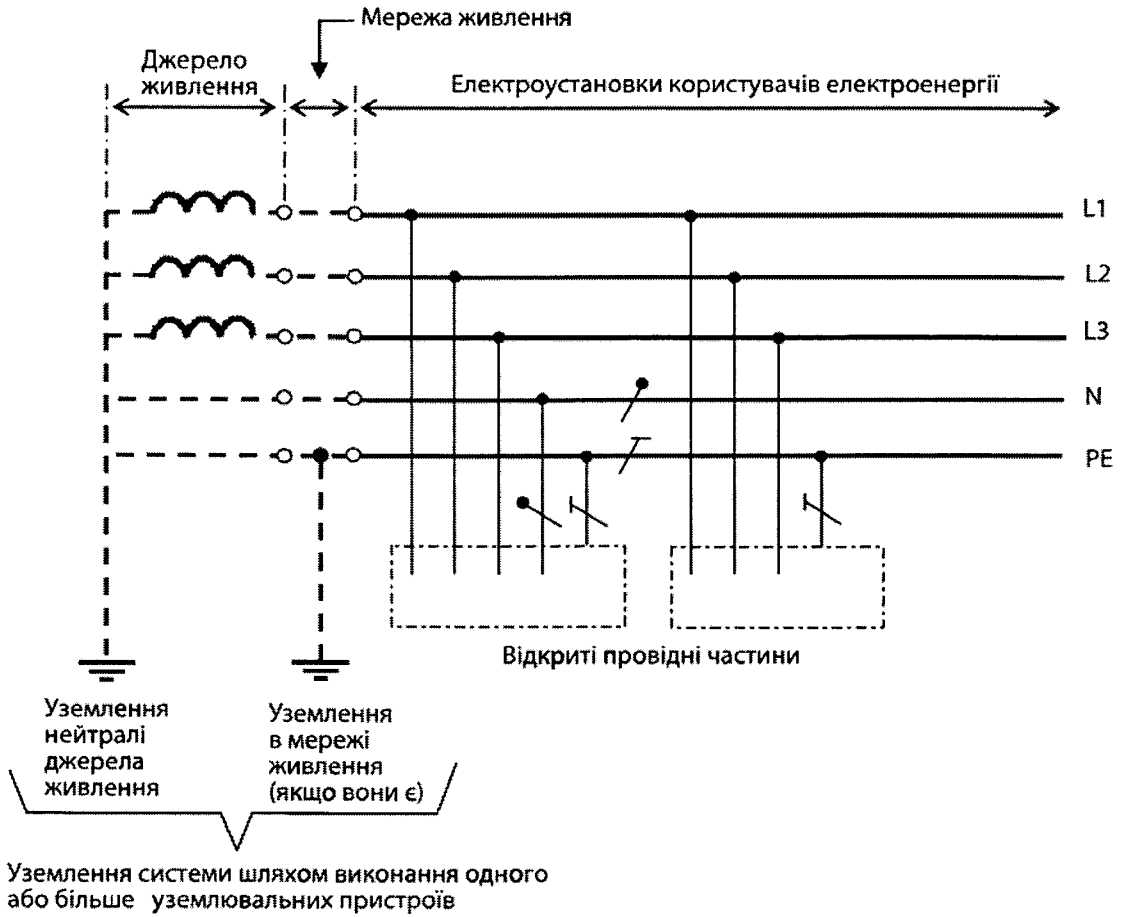 Мережа живлення
Джерело
живлення
Електроустановки користувачів електроенергії
L1
L2
L3
N
PE
Відкриті провідні частини
Уземлення
нейтралі
джерела
живлення
Уземлення
в мережі
живлення
(якщо вони є)
Уземлення системи шляхом виконання одного
або більше уземлювальних пристроїв